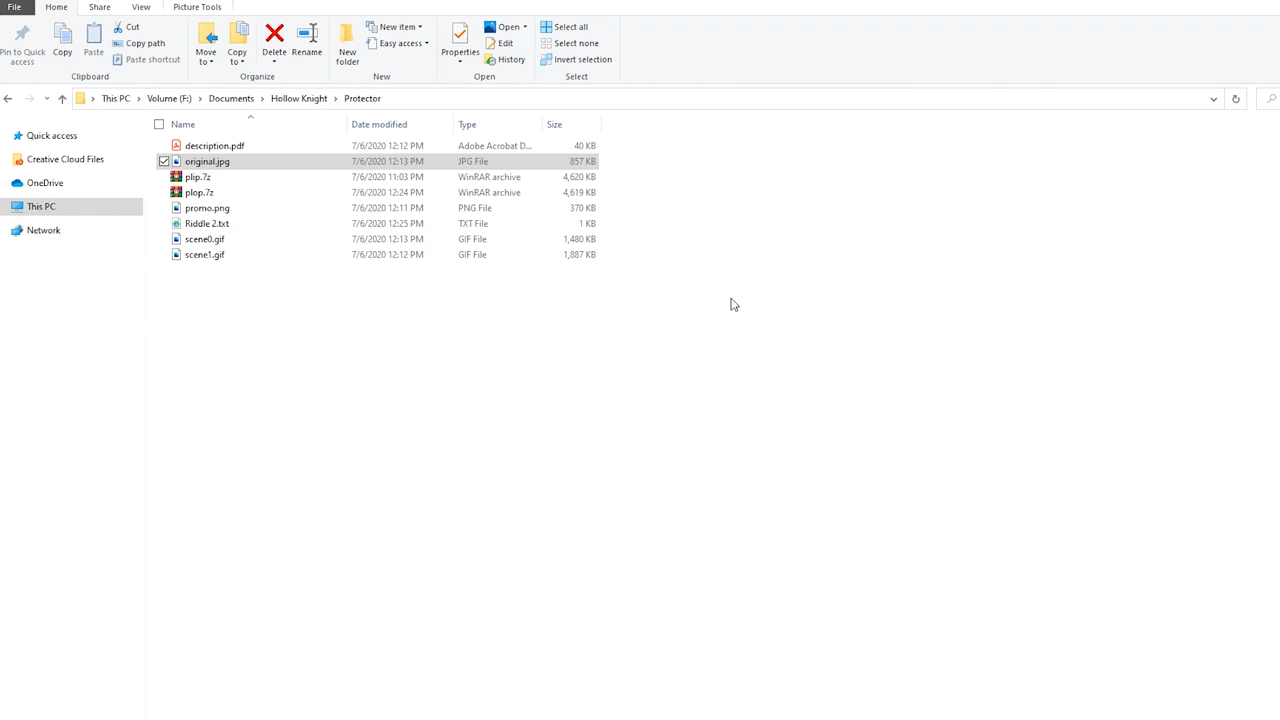 File Home Share View Picture Tools
Pin to Quick access
Copy
Paste
Cut
Copy path
Paste shortcut
Clipboard
Move to
Copy to
Delete
Rename
Organize
New folder
New item
Easy access
New
Properties
Open
Edit
History
Open
Select all
Select none
Invert selection
Select
This PC › Volume (F:) › Documents › Hollow Knight › Protector
Quick access
Creative Cloud Files
OneDrive
This PC
Network
Name Date modified Type Size
description.pdf 7/6/2020 12:12 PM Adobe Acrobat D... 40 KB
original.jpg 7/6/2020 12:13 PM JPG File 857 KB
plip.7z 7/6/2020 11:03 PM WinRAR archive 4,620 KB
plop.7z 7/6/2020 12:24 PM WinRAR archive 4,619 KB
promo.png 7/6/2020 12:11 PM PNG File 370 KB
Riddle 2.txt 7/6/2020 12:25 PM TXT File 1 KB
scene0.gif 7/6/2020 12:13 PM GIF File 1,480 KB
scene1.gif 7/6/2020 12:12 PM GIF File 1,887 KB